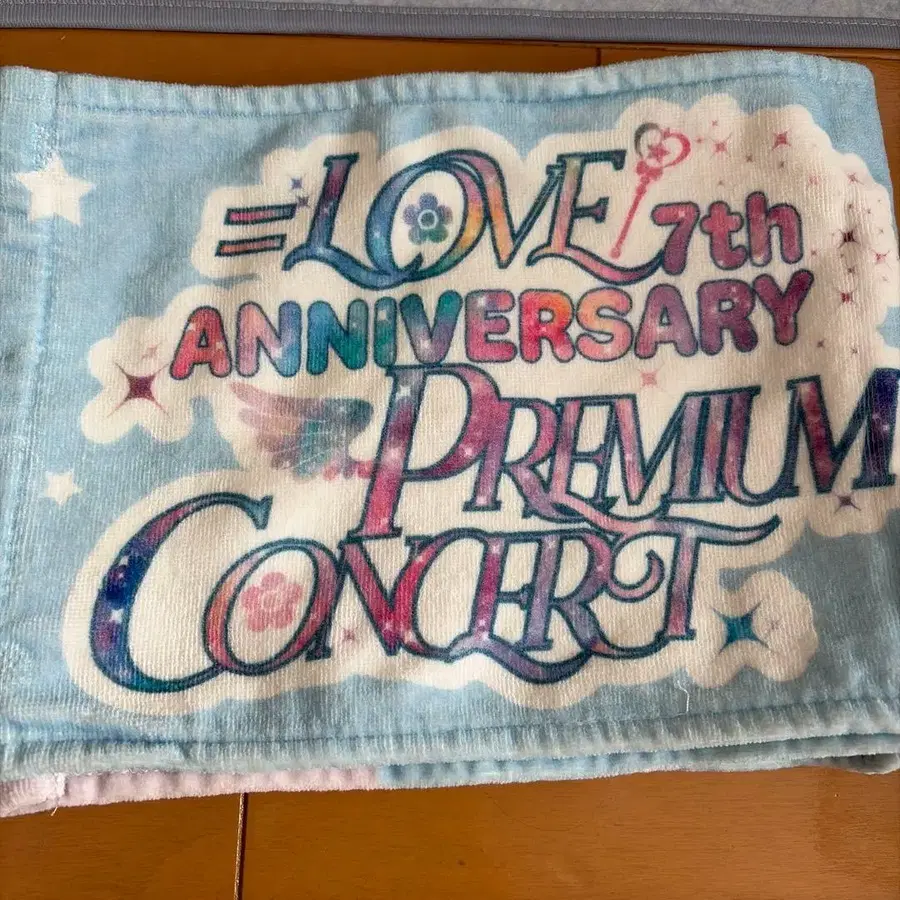 =LOVE 7th
ANNIVERSARY
PREMIUM
CONCERT